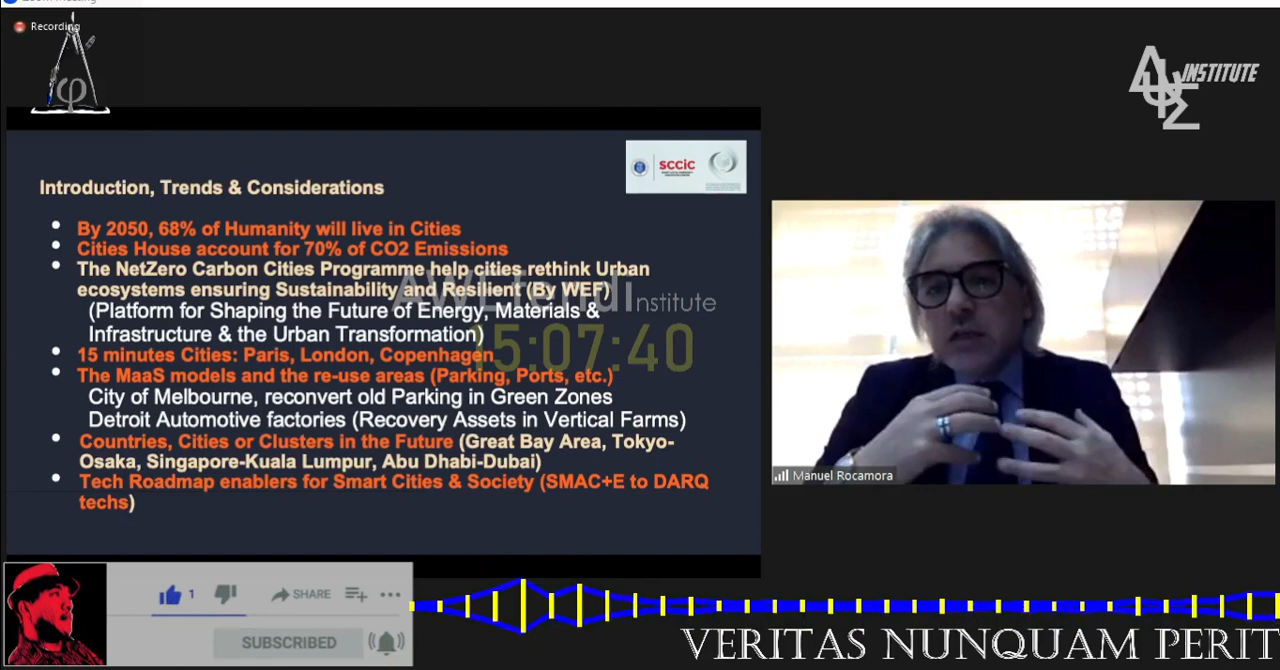 Recording
φ
INSTITUTE
SCCiC
Introduction, Trends & Considerations
By 2050, 68% of Humanity will live in Cities
Cities House account for 70% of CO2 Emissions
The NetZero Carbon Cities Programme help cities rethink Urban
ecosystems ensuring Sustainability and Resilient (By WEF)
(Platform for Shaping the Future of Energy, Materials &
Infrastructure & the Urban Transformation)
15 minutes Cities: Paris, London, Copenhagen
The MaaS models and the re-use areas (Parking, Ports, etc.)
City of Melbourne, reconvert old Parking in Green Zones
Detroit Automotive factories (Recovery Assets in Vertical Farms)
Countries, Cities or Clusters in the Future (Great Bay Area, Tokyo-
Osaka, Singapore-Kuala Lumpur, Abu Dhabi-Dubai)
Tech Roadmap enablers for Smart Cities & Society (SMAC+E to DARQ
techs)
AWEfendi Institute
15:07:40
Manuel Rocamora
1
SHARE
SUBSCRIBED
VERITAS NUNQUAM PERIT